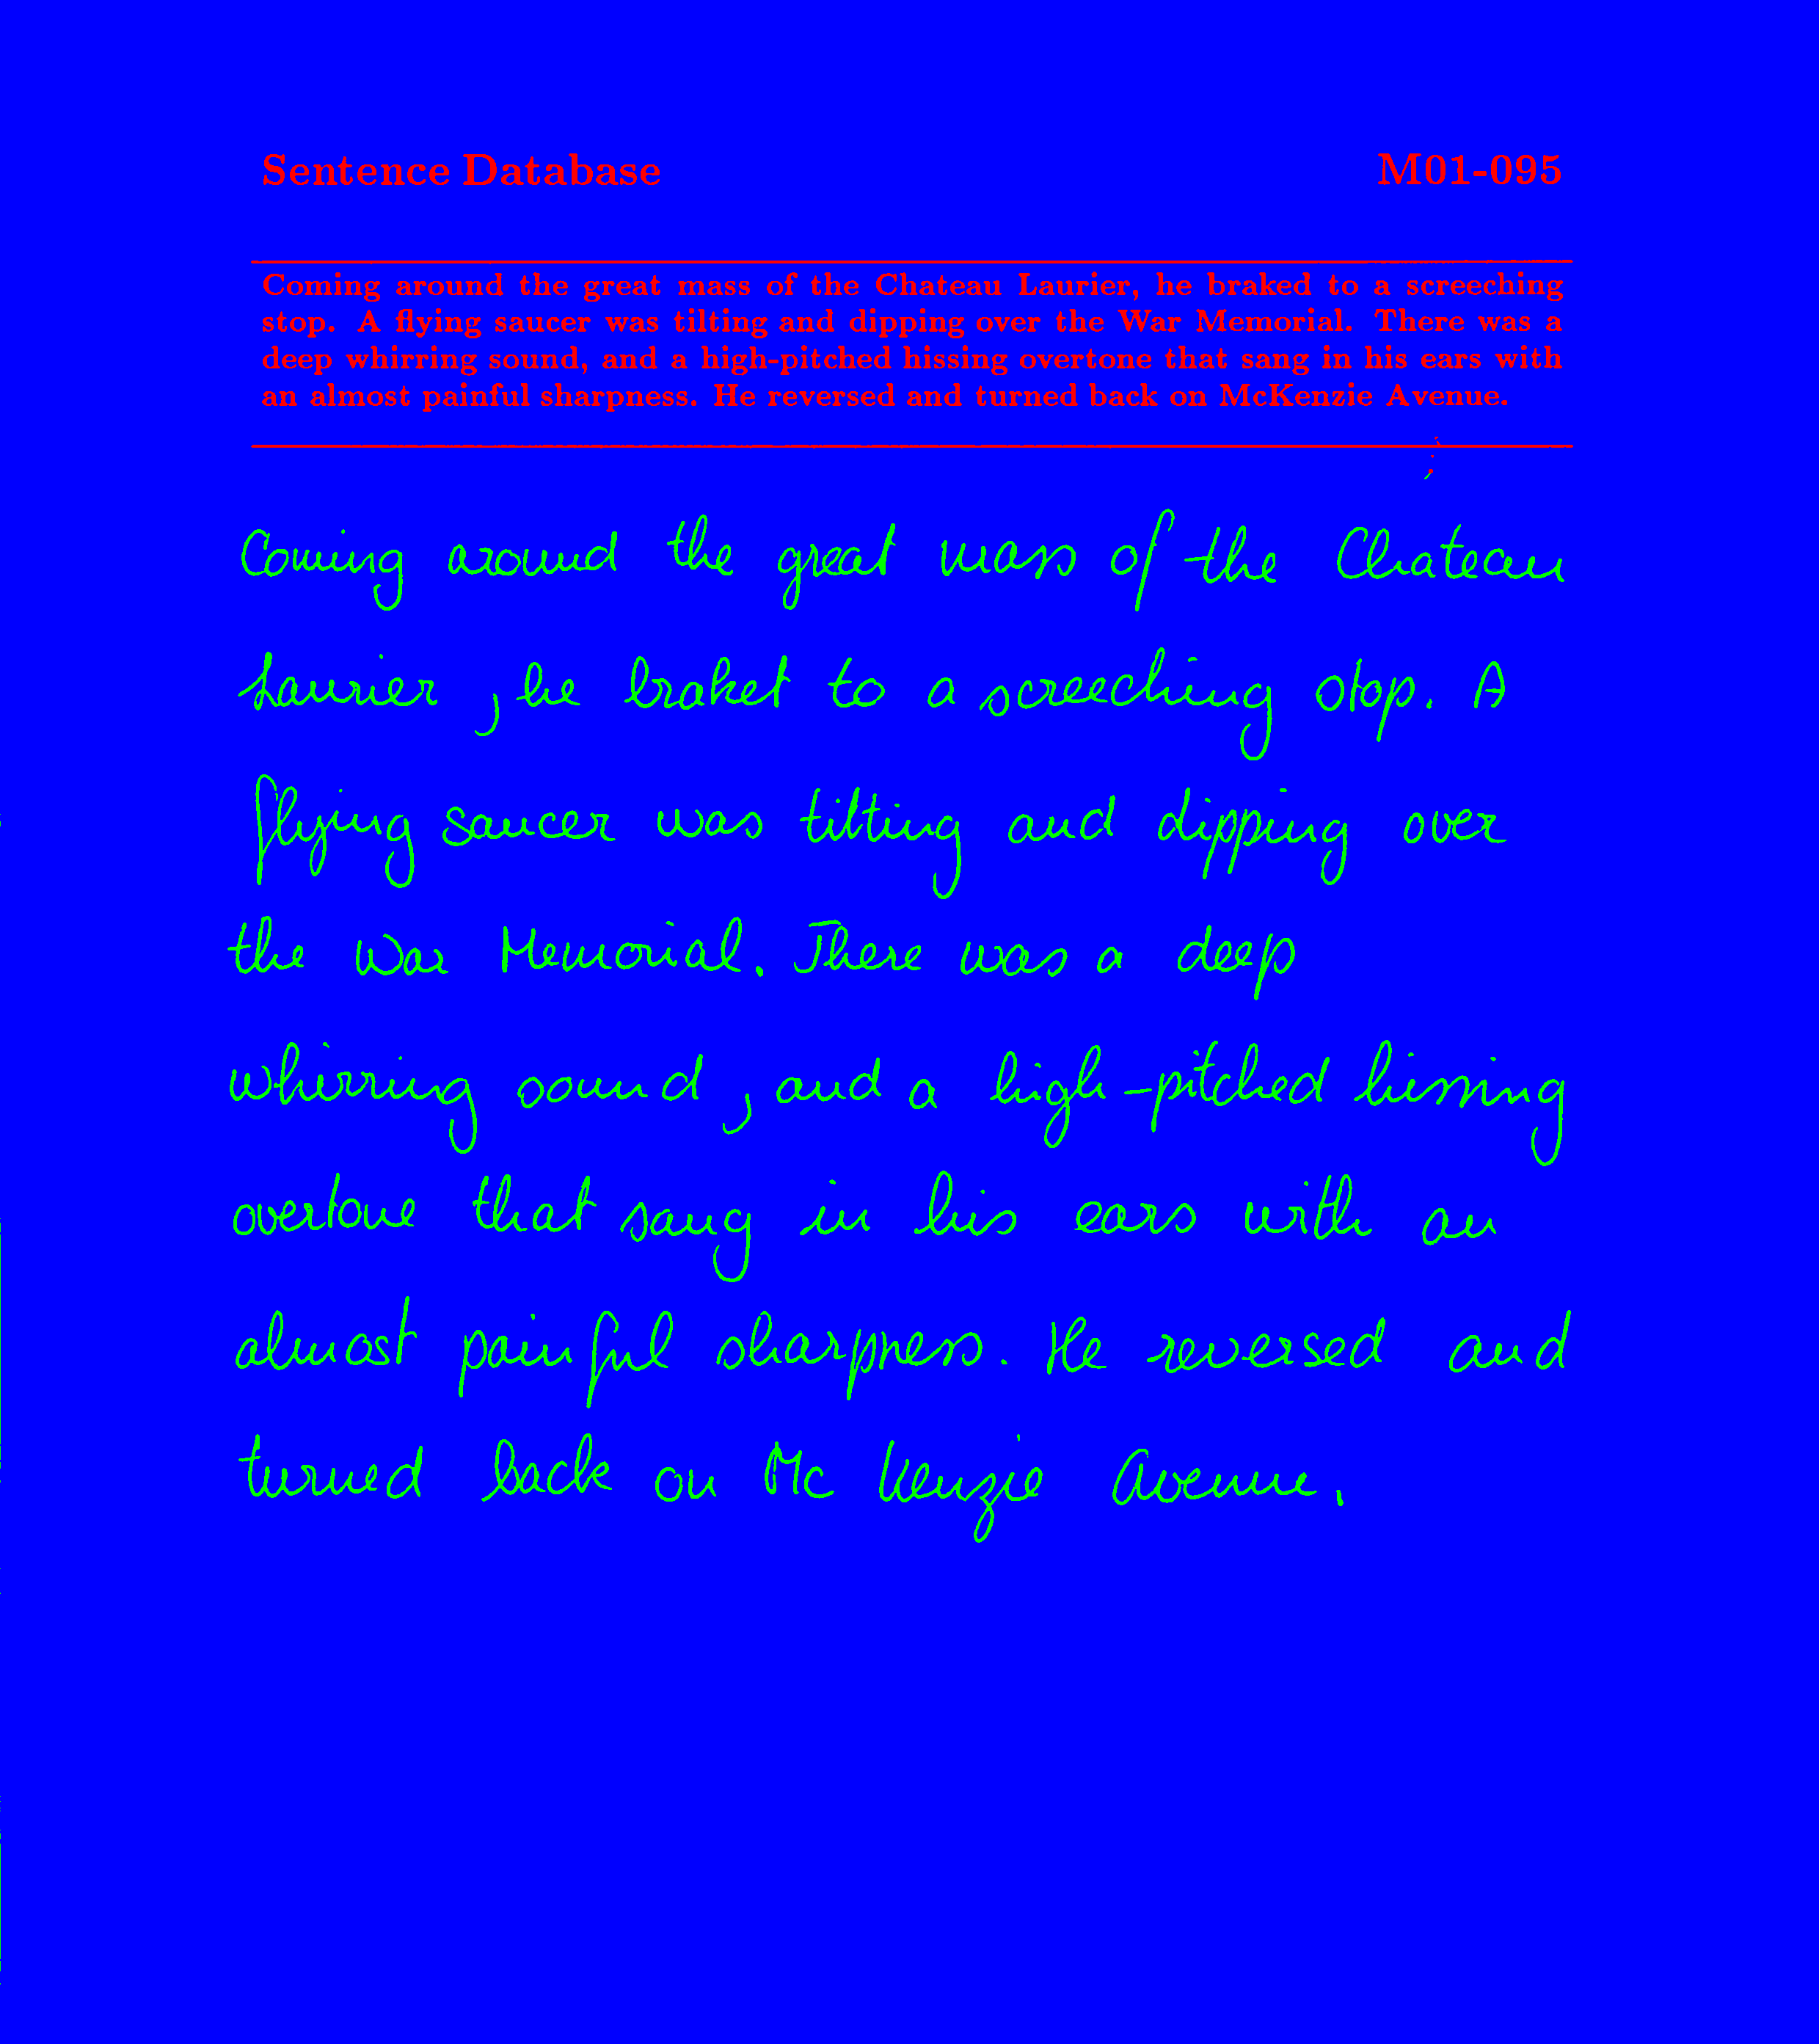 Sentence Database M01-095
Coming around the great mass of the Chateau Laurier, he braked to a screeching
stop. A flying saucer was tilting and dipping over the War Memorial. There was a
deep whirring sound, and a high-pitched hissing overtone that sang in his ears with
an almost painful sharpness. He reversed and turned back on McKenzie Avenue.
Coming around the great mass of the Chateau
Laurier, he braket to a screeching stop. A
flying saucer was tilting and dipping over
the War Memorial. There was a deep
whirring sound, and a high-pitched hissing
overtone that sang in his ears with an
almost painful sharpness. He reversed and
turned back on Mc Kenzie Avenue.